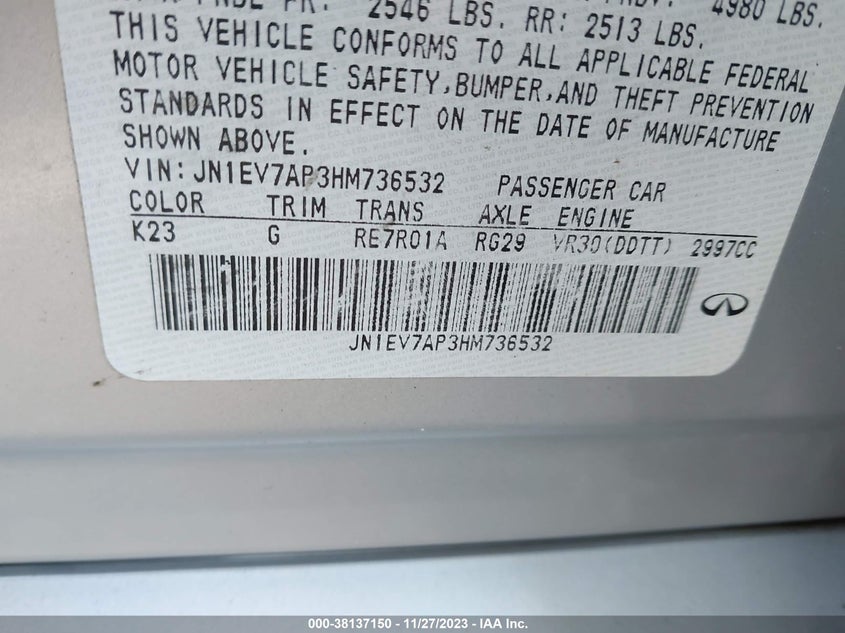 2546 LBS. RR: 2513 LBS. 4980 LBS.
THIS VEHICLE CONFORMS TO ALL APPLICABLE FEDERAL
MOTOR VEHICLE SAFETY,BUMPER,AND THEFT PREVENTION
STANDARDS IN EFFECT ON THE DATE OF MANUFACTURE
SHOWN ABOVE.
VIN:JN1EV7AP3HM736532 PASSENGER CAR
COLOR TRIM TRANS AXLE ENGINE
K23 G RE7R01A RG29 VR30(DDTT) 2997CC
JN1EV7AP3HM736532
000-38137150 - 11/27/2023 - IAA Inc.